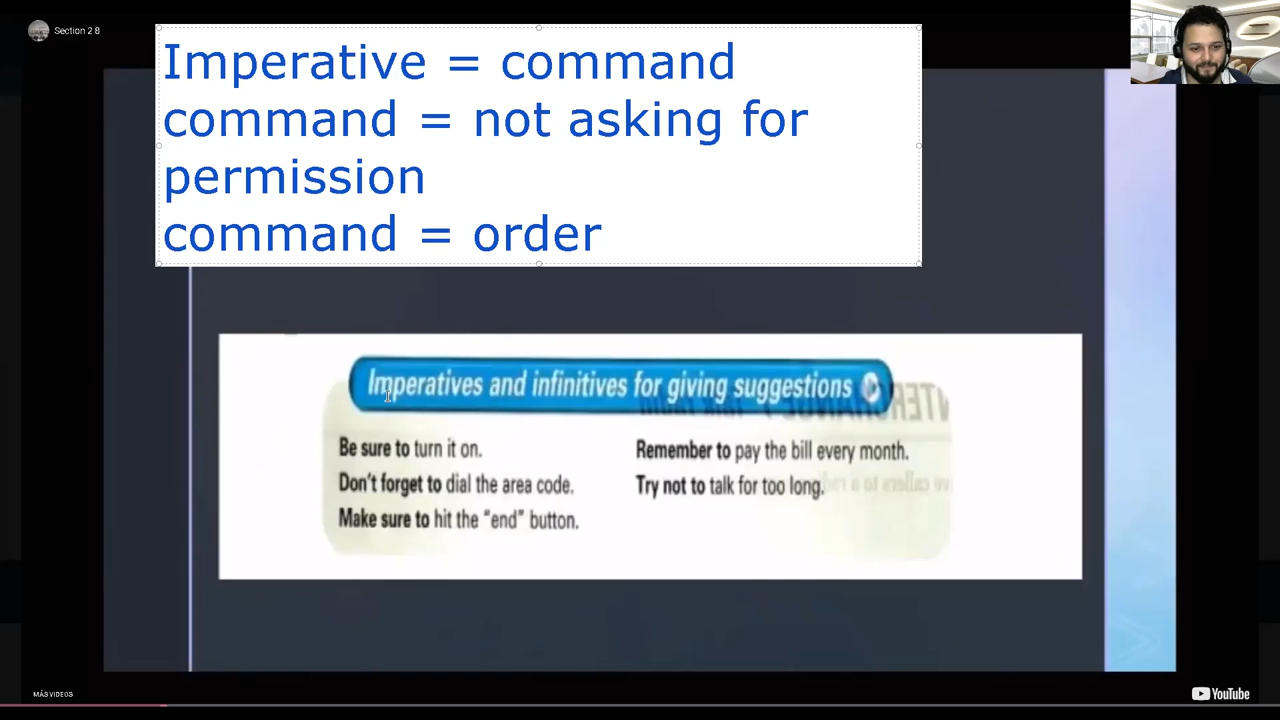 Section 2 8
Imperative = command
command = not asking for
permission
command = order
Imperatives and infinitives for giving suggestions
Be sure to turn it on.
Don't forget to dial the area code.
Make sure to hit the “end” button.
Remember to pay the bill every month.
Try not to talk for too long.
MÁS VIDEOS
YouTube